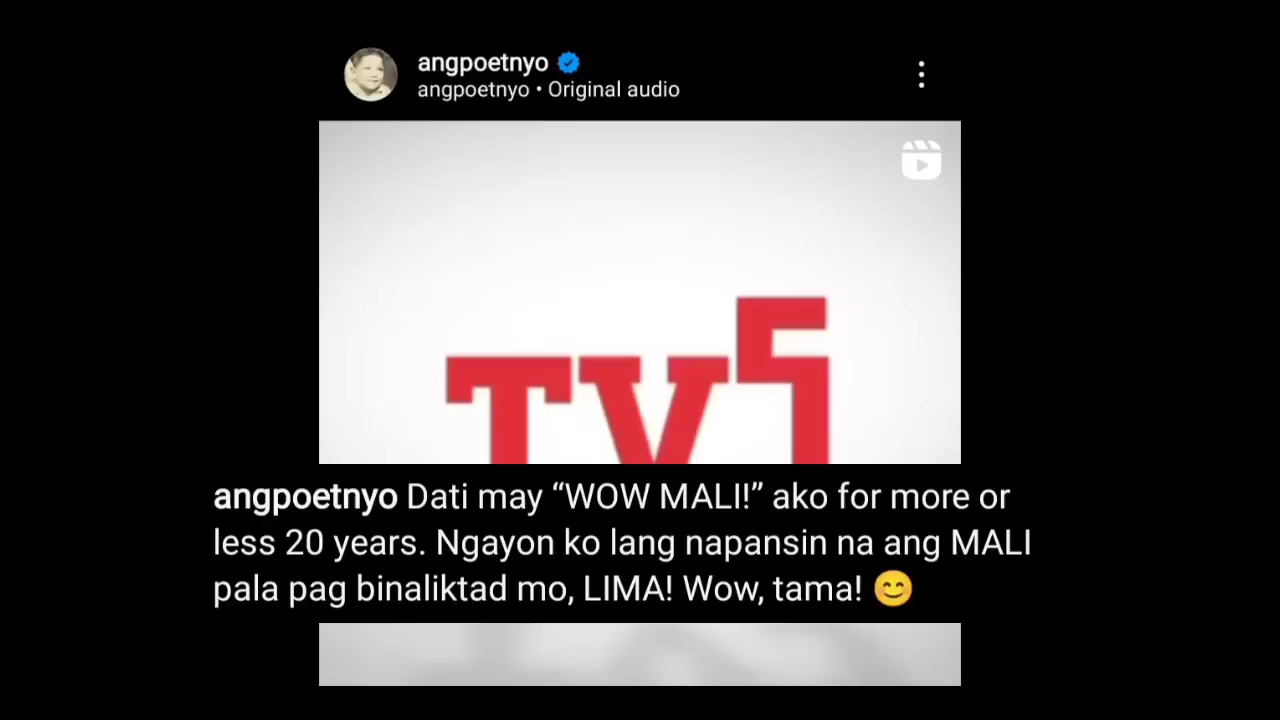 angpoetnyo
angpoetnyo • Original audio
TV5
angpoetnyo Dati may “WOW MALI!” ako for more or
less 20 years. Ngayon ko lang napansin na ang MALI
pala pag binaliktad mo, LIMA! Wow, tama! 😊